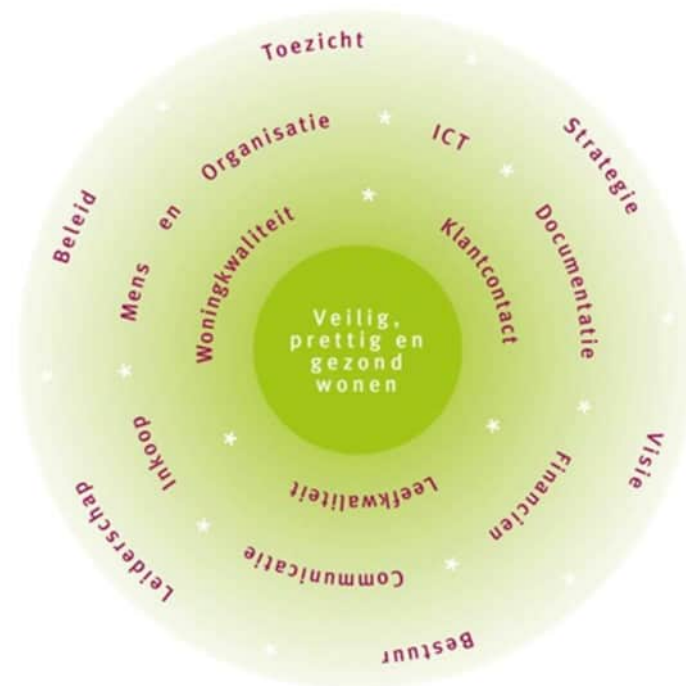 Toezicht
Strategie
Visie
Bestuur
Leiderschap
Beleid
Mens en Organisatie
ICT
Documentatie
Financien
Communicatie
Inkoop
Woningkwaliteit
Klantcontact
Leefkwaliteit
Veilig,
prettig en
gezond
wonen